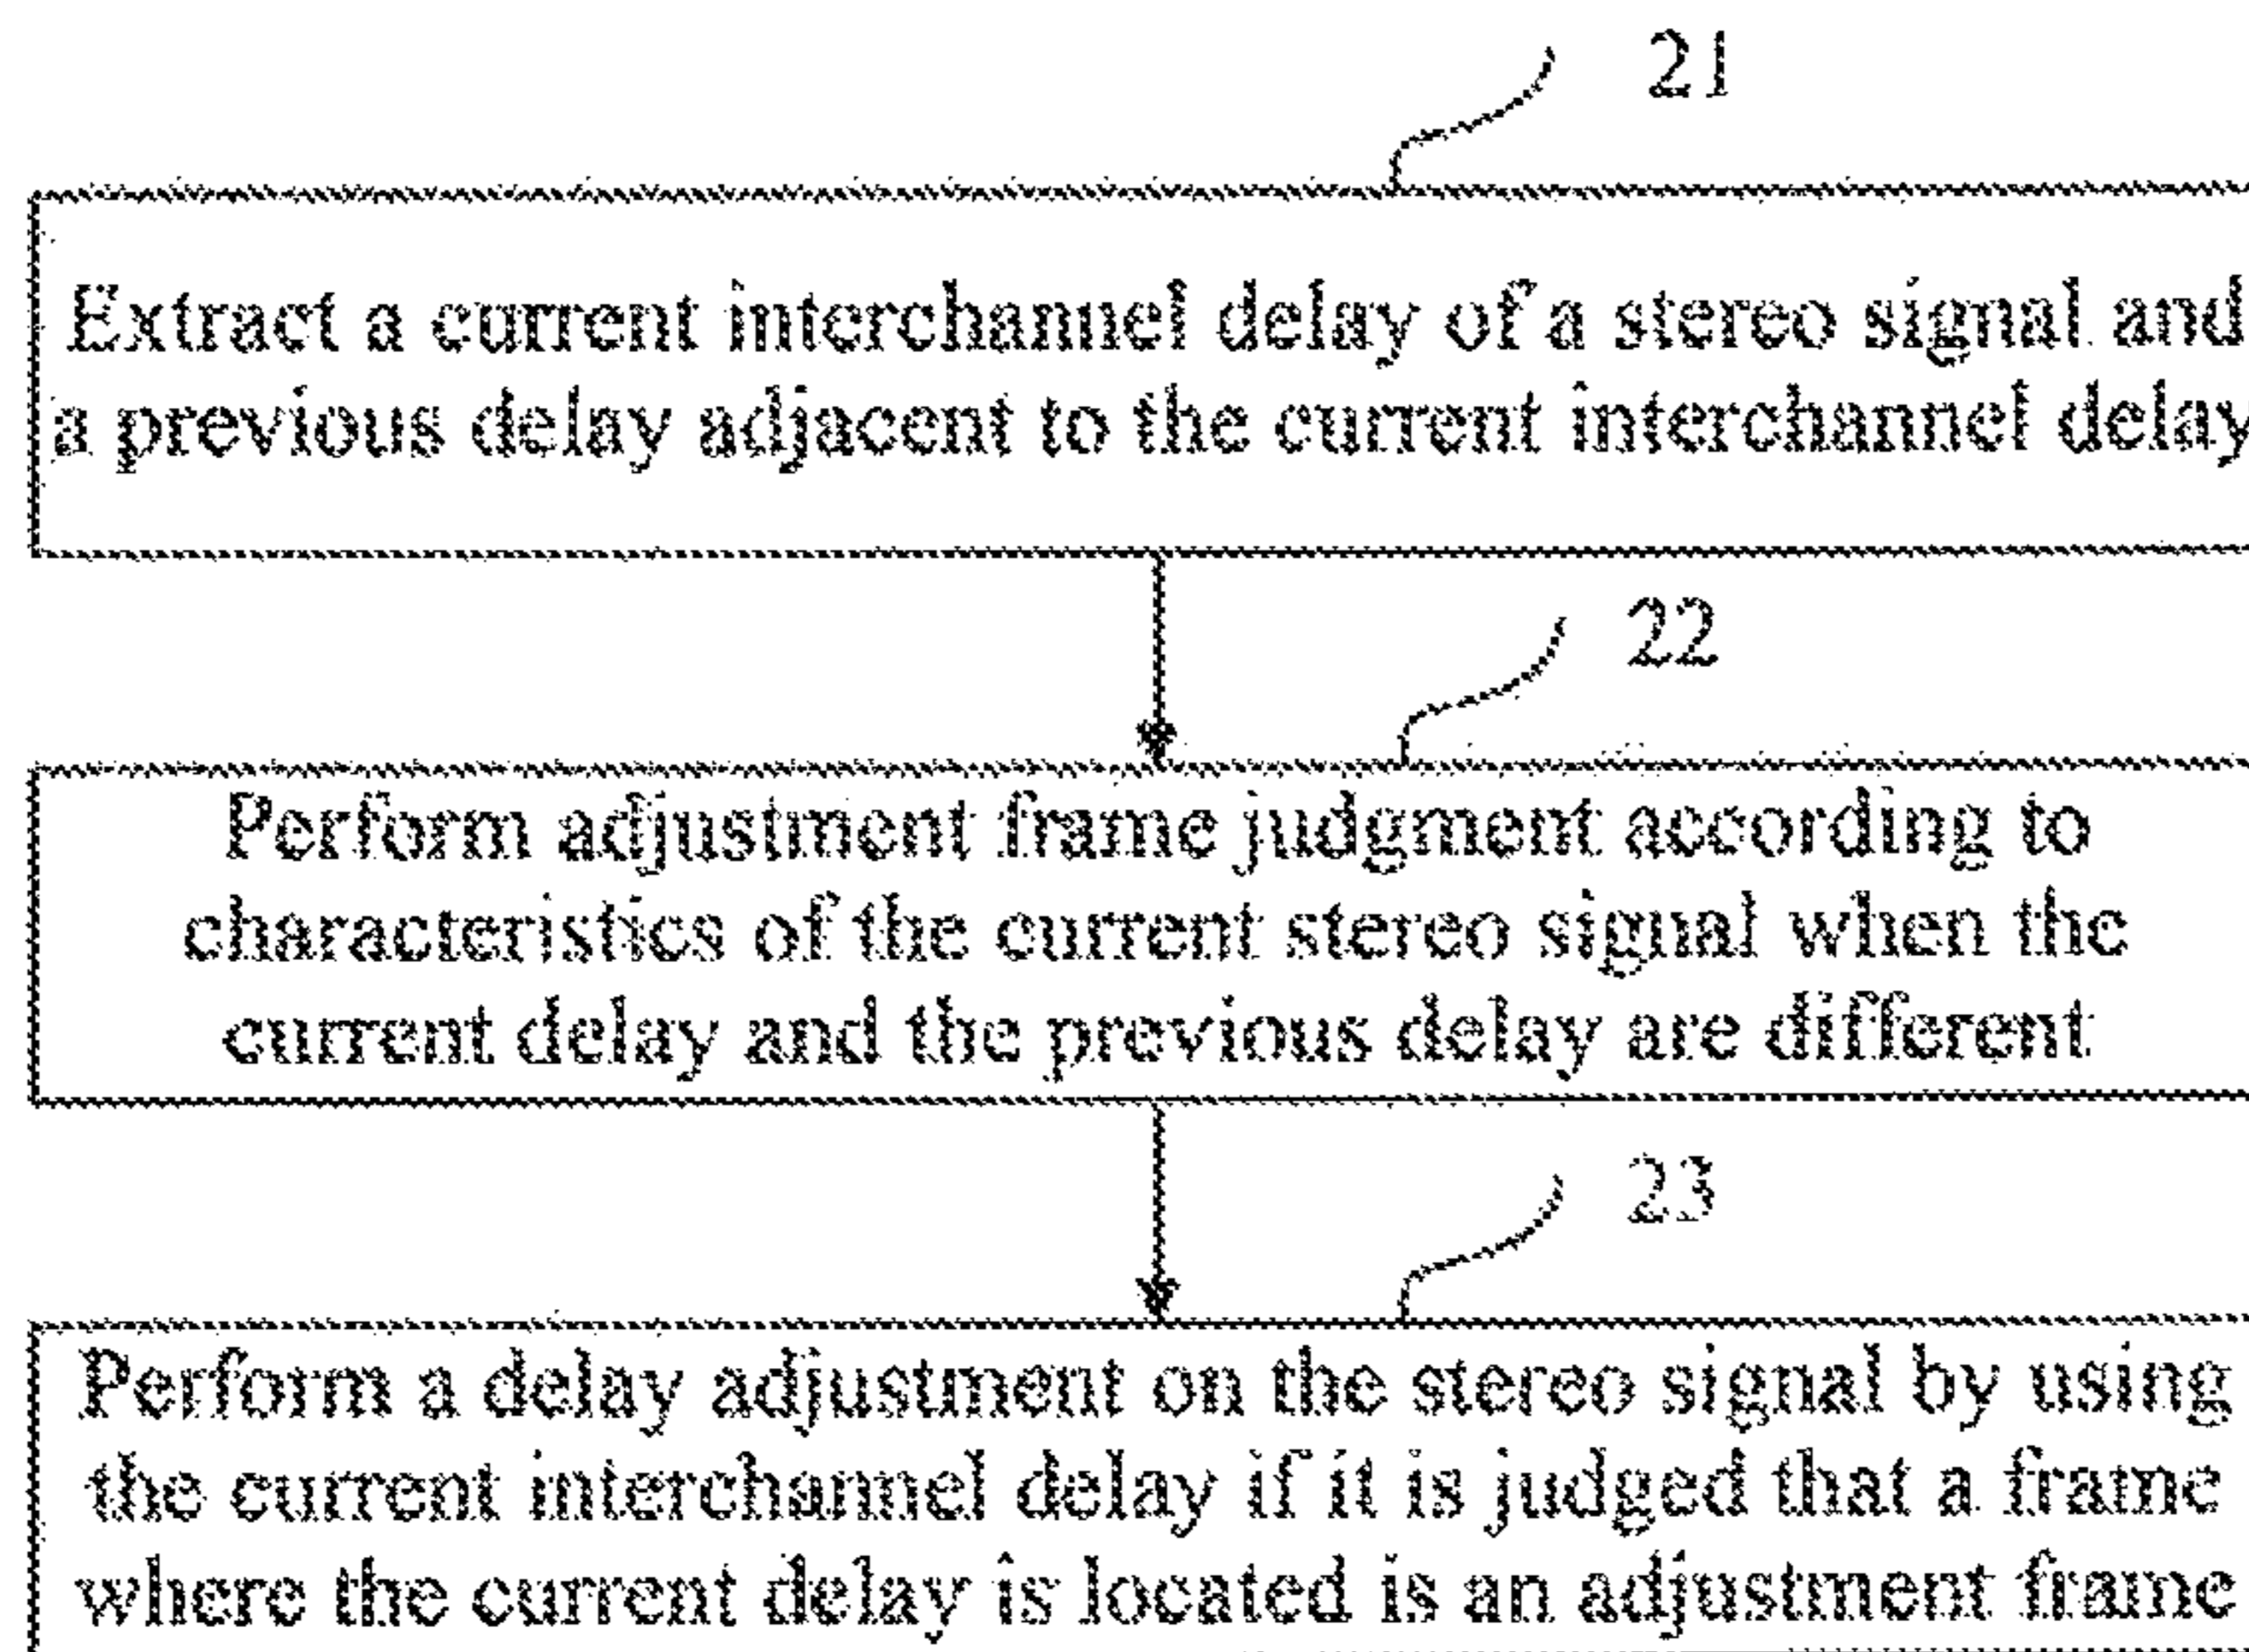 21
Extract a current interchannel delay of a stereo signal and
a previous delay adjacent to the current interchannel delay
22
Perform adjustment frame judgment according to
characteristics of the current stereo signal when the
current delay and the previous delay are different
23
Perform a delay adjustment on the stereo signal by using
the current interchannel delay if it is judged that a frame
where the current delay is located is an adjustment frame